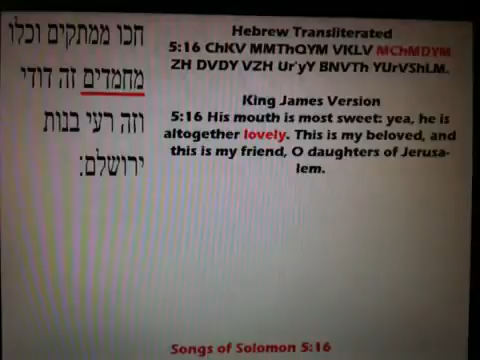 חכו ממתקים וכלו
מחמדים זה דודי
וזה רעי בנות
ירושלם:
Hebrew Transliterated
5:16 ChKV MMThQYM VKLV MChMDYM
ZH DVDY VZH Ur'yY BNVTh YUrVShLM.
King James Version
5:16 His mouth is most sweet: yea, he is
altogether lovely. This is my beloved, and
this is my friend, O daughters of Jerusa-
lem.
Songs of Solomon 5:16